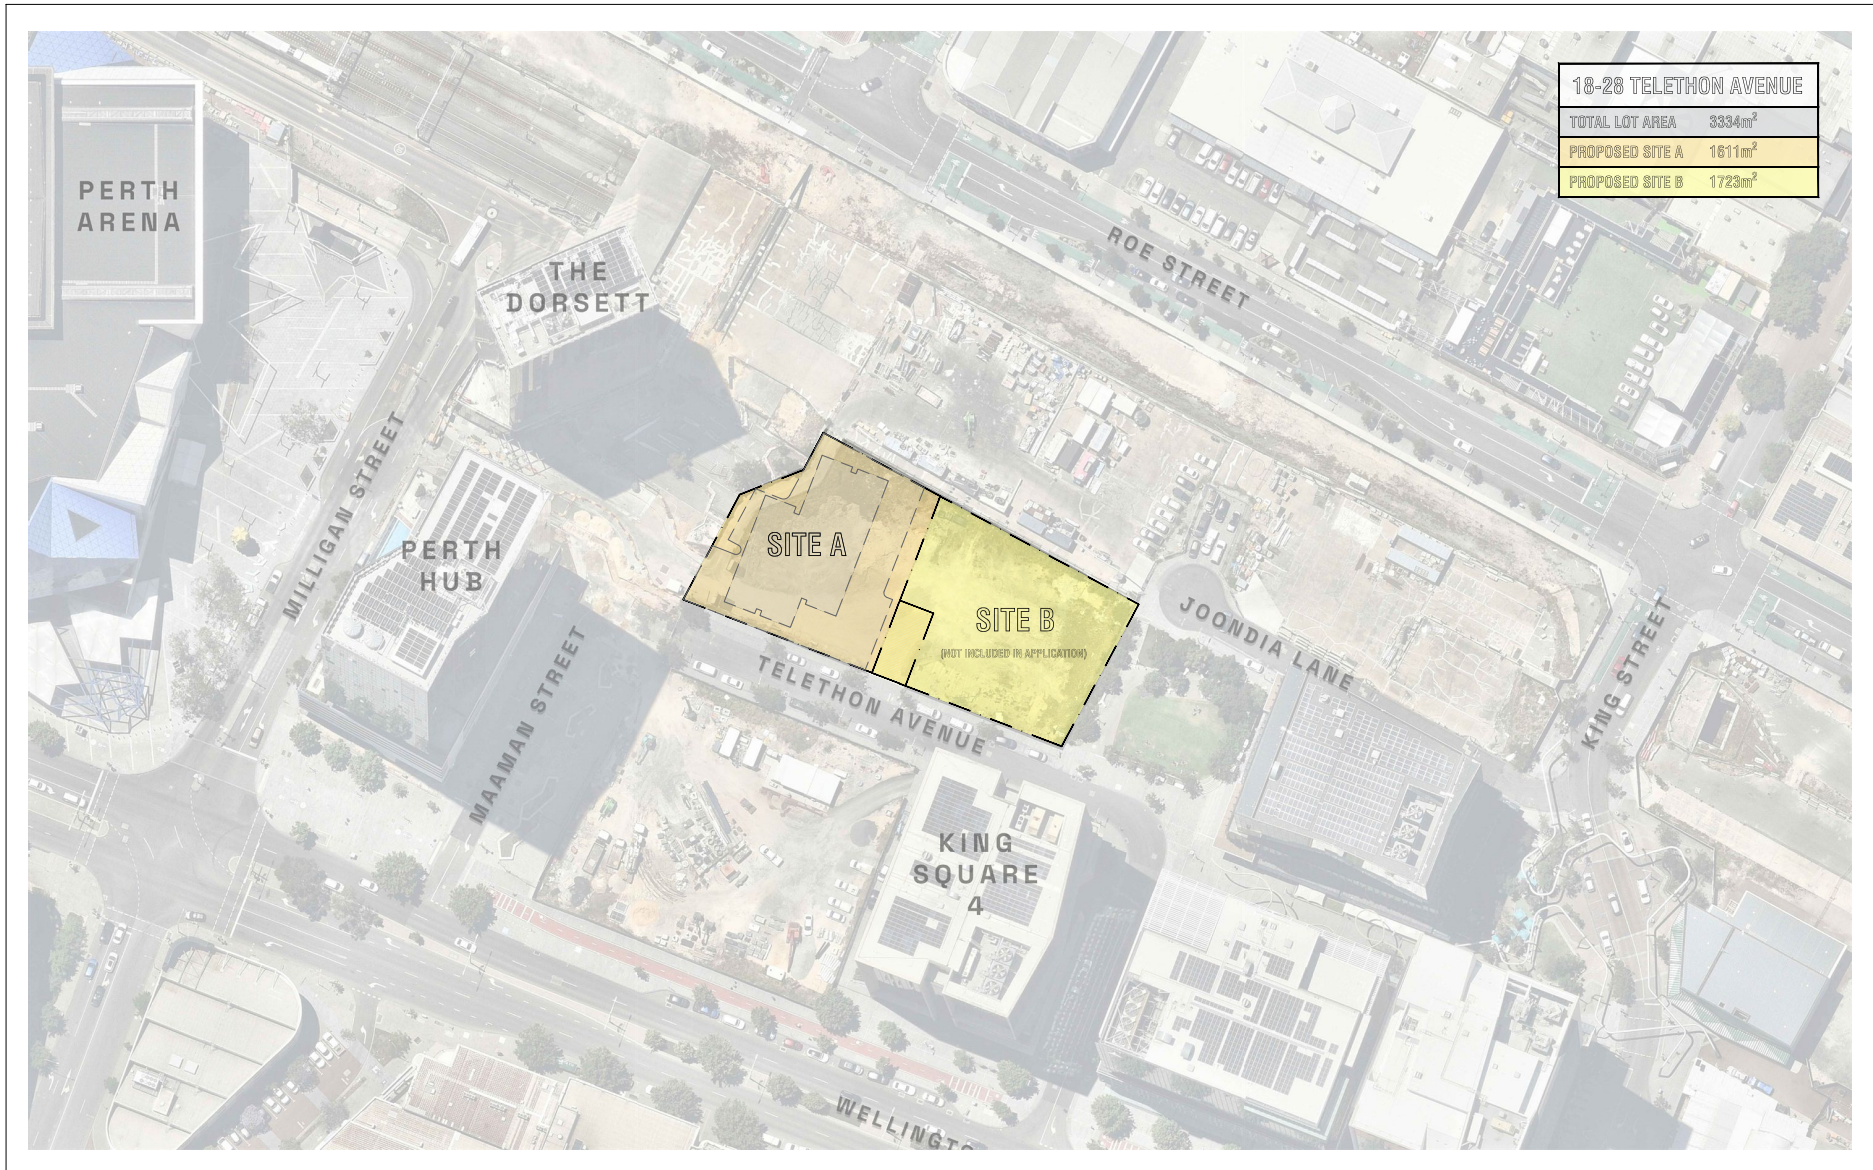 18-28 TELETHON AVENUE
TOTAL LOT AREA 3334m²
PROPOSED SITE A 1611m²
PROPOSED SITE B 1723m²
PERTH
ARENA
THE
DORSETT
ROE STREET
MILLIGAN STREET
PERTH
HUB
SITE A
SITE B
(NOT INCLUDED IN APPLICATION)
JOONDIA LANE
KING STREET
MAAMAN STREET
TELETHON AVENUE
KING
SQUARE
4
WELLINGTO